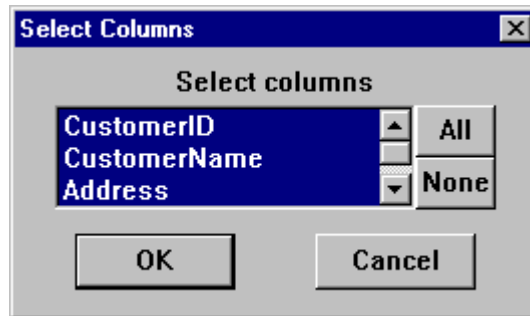 Select Columns
Select columns
CustomerID
CustomerName
Address
All
None
OK
Cancel